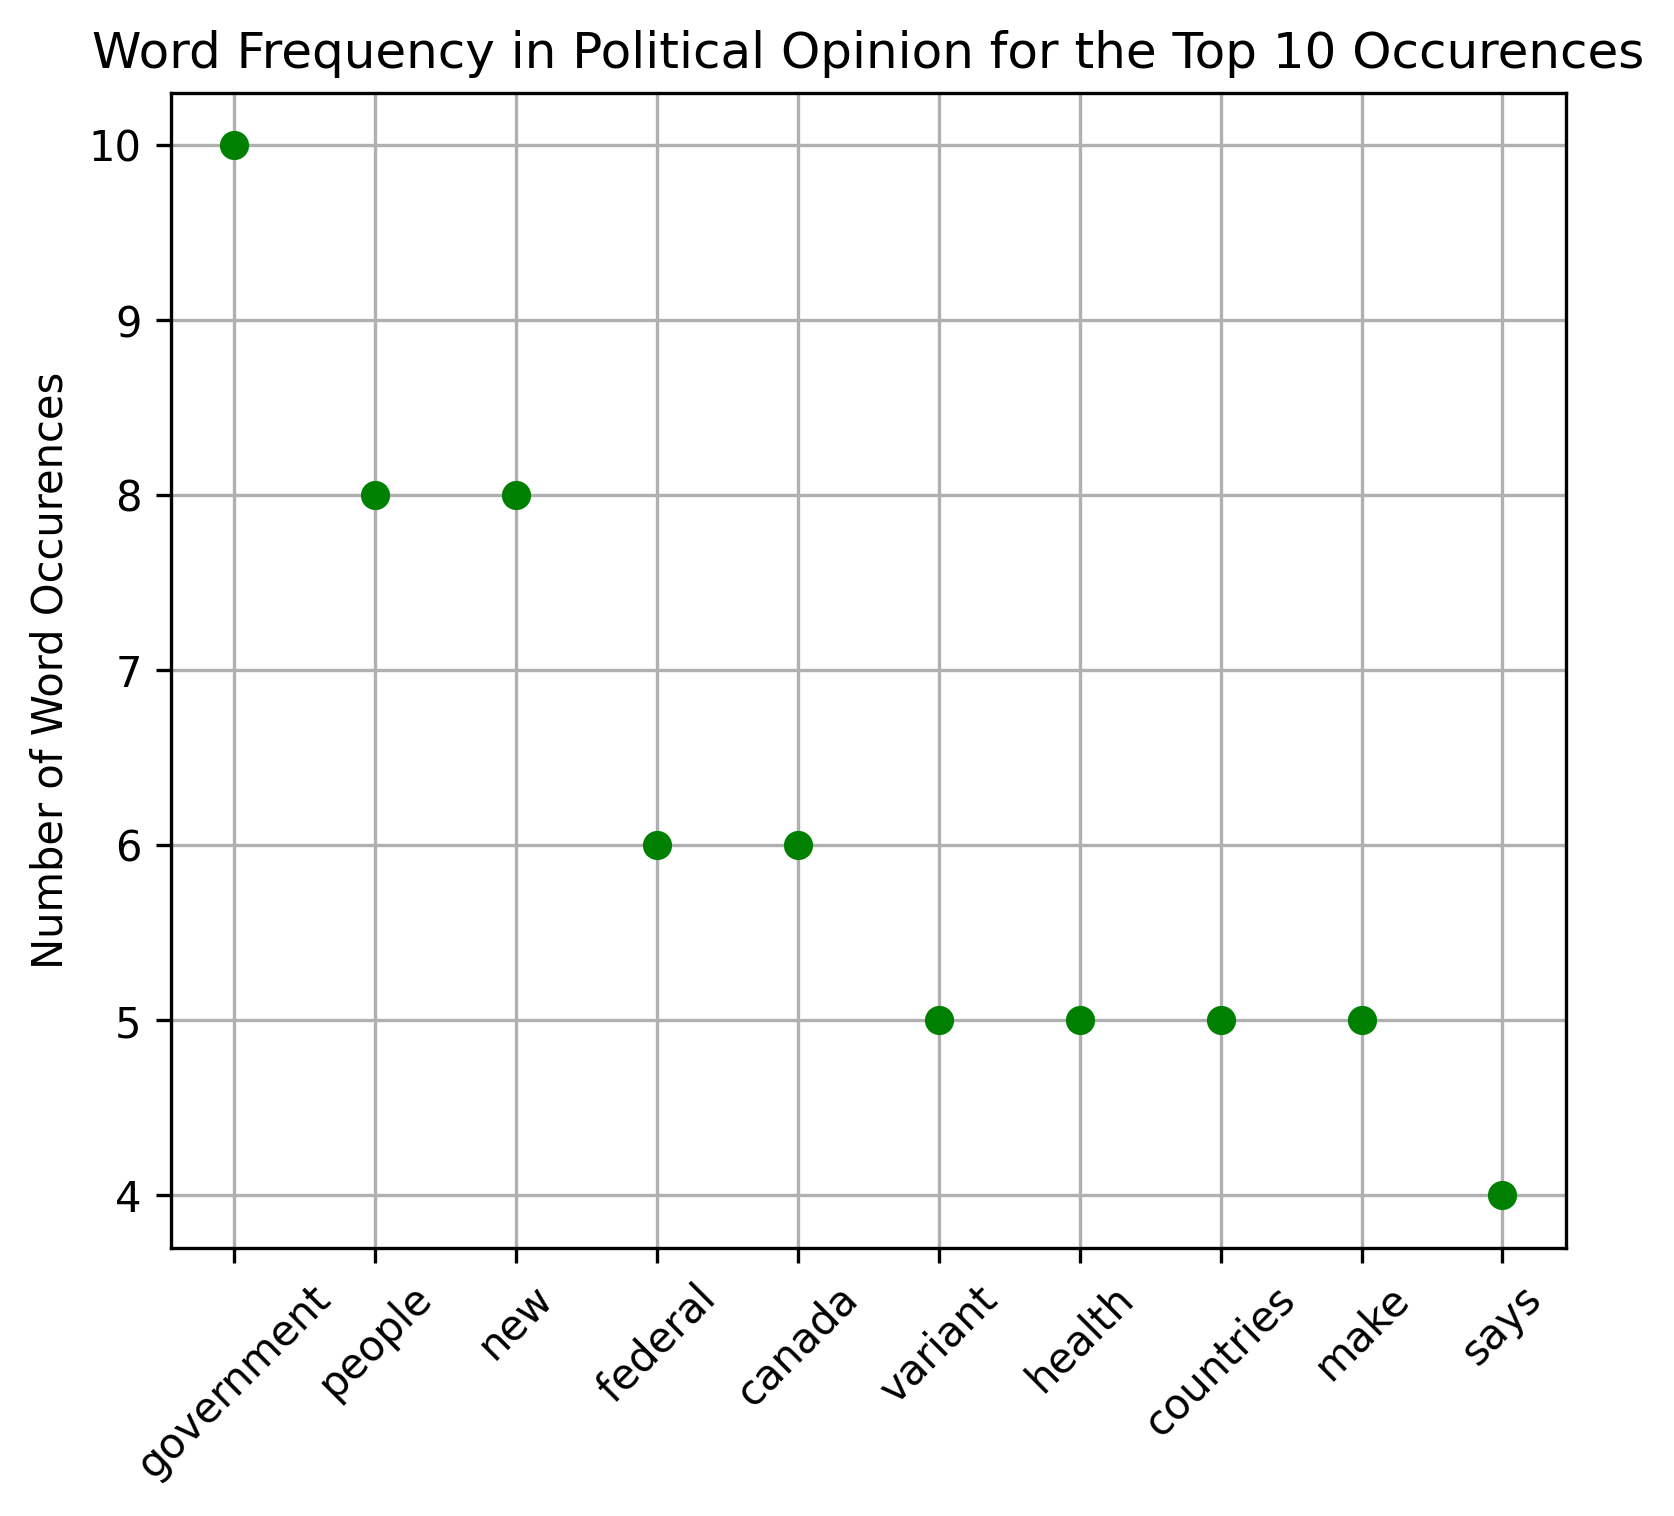 Word Frequency in Political Opinion for the Top 10 Occurences
Number of Word Occurences
10
9
8
7
6
5
4
government
people
new
federal
canada
variant
health
countries
make
says